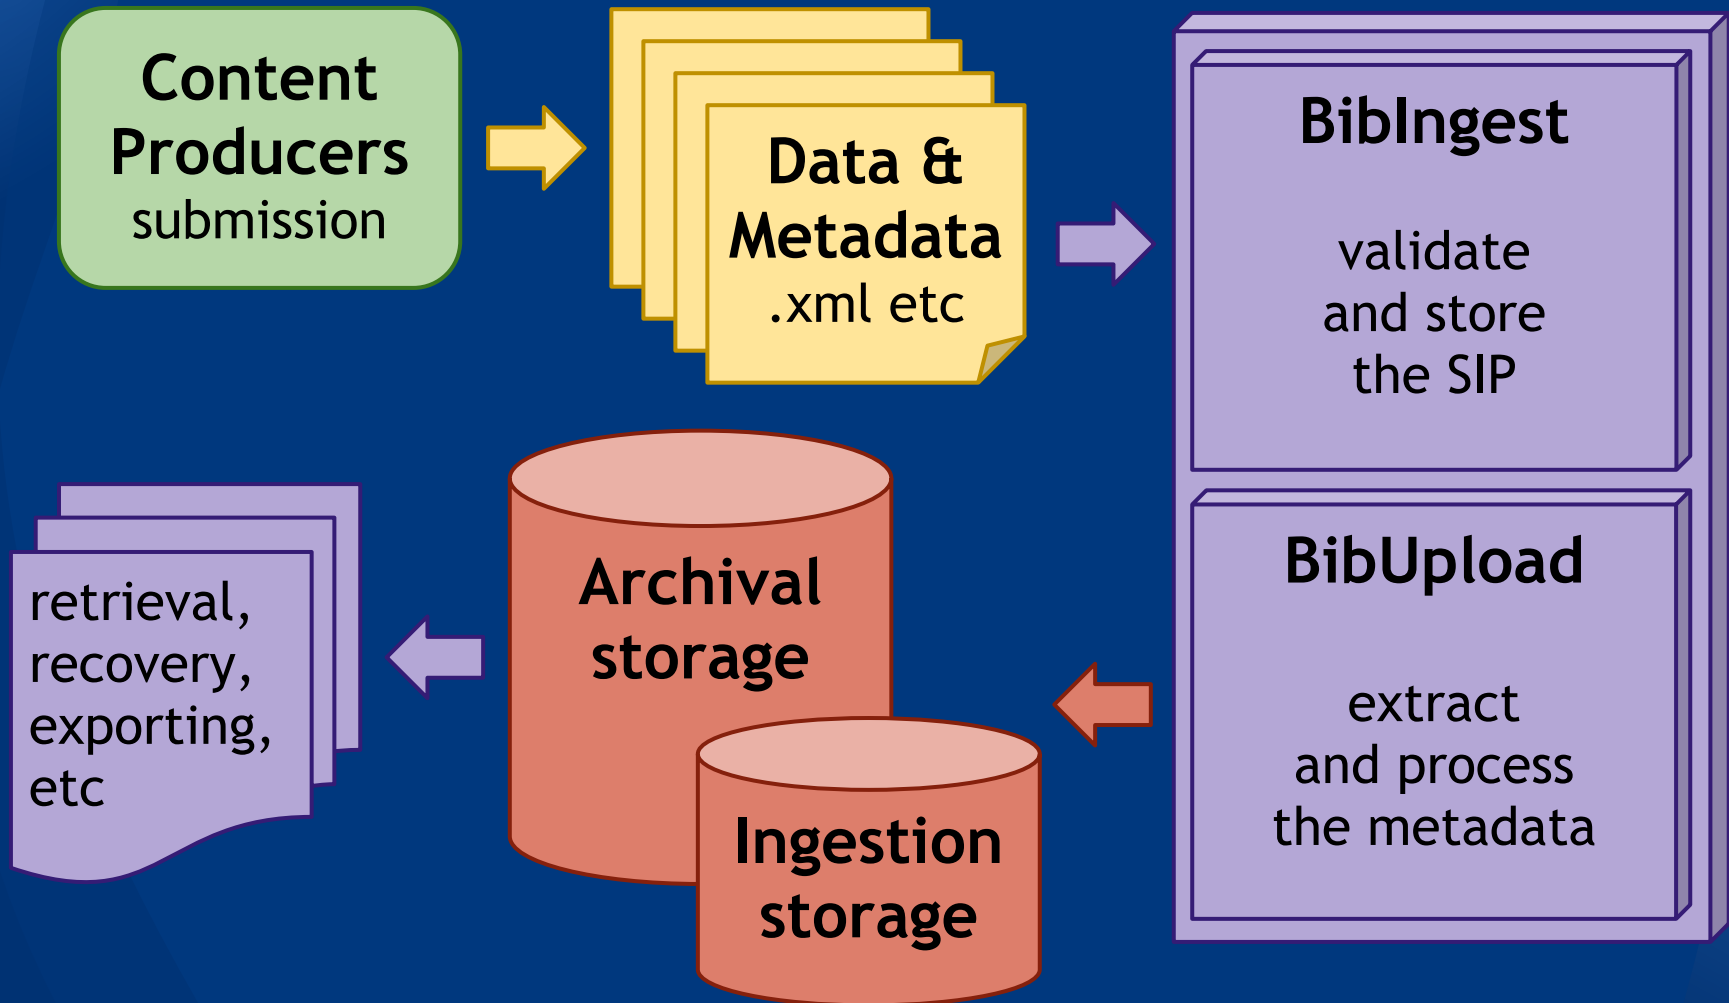 Content
Producers
submission
Data &
Metadata
.xml etc
BibIngest
validate
and store
the SIP
BibUpload
extract
and process
the metadata
Archival
storage
Ingestion
storage
retrieval,
recovery,
exporting,
etc